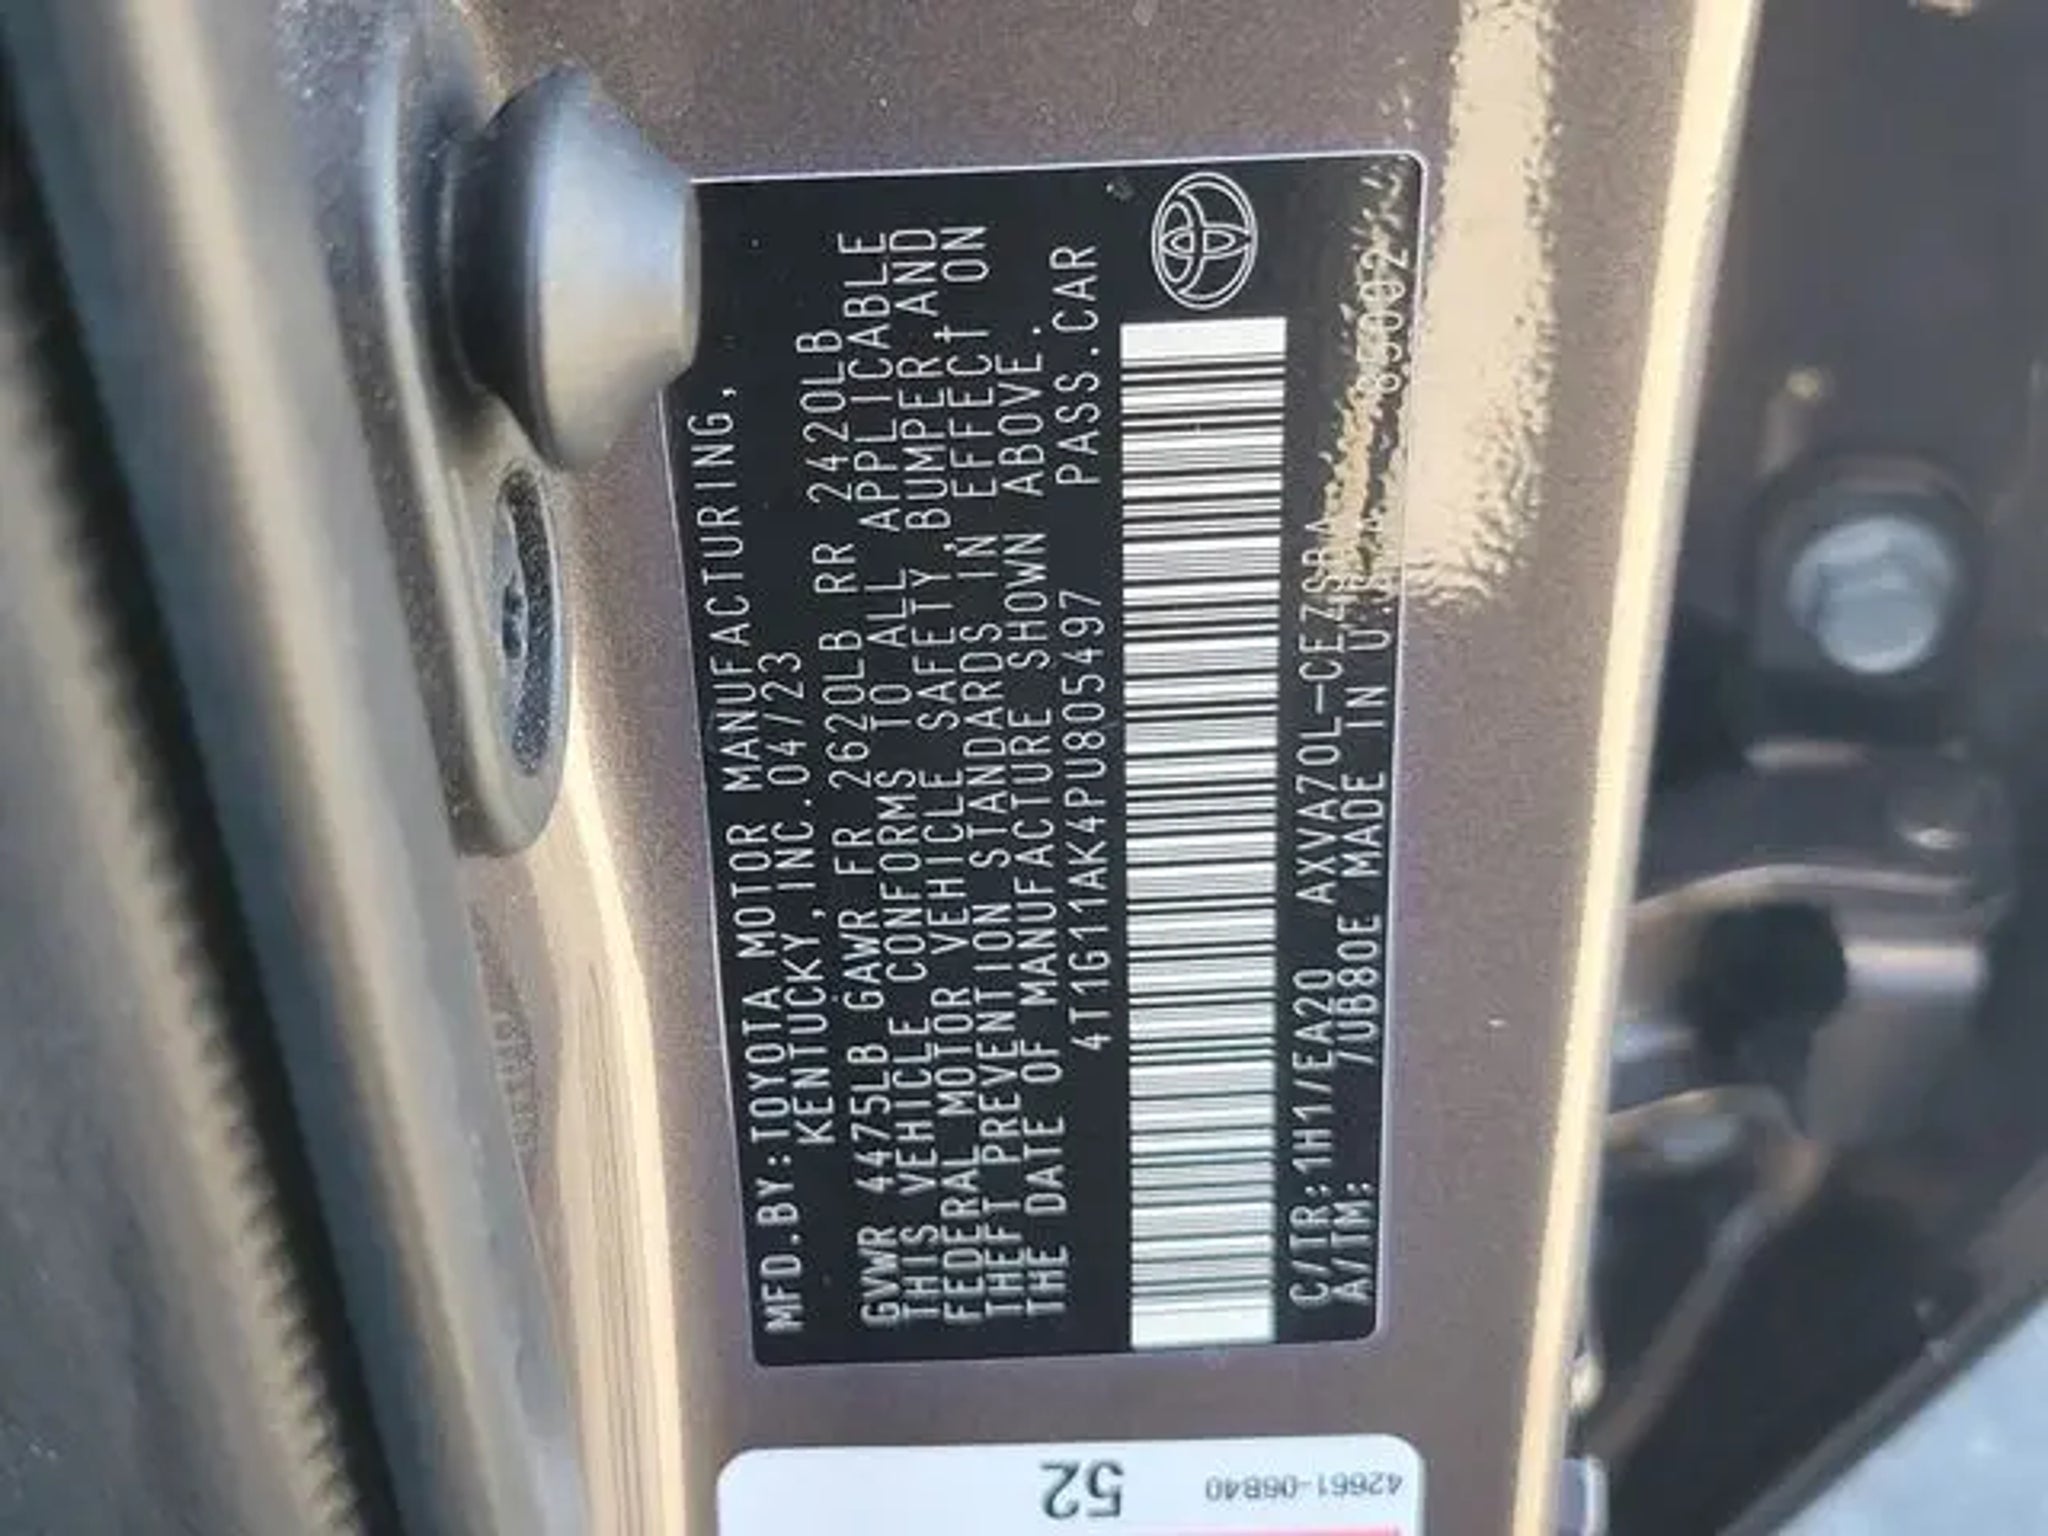 MFD.BY:TOYOTA MOTOR MANUFACTURING,
KENTUCKY, INC. 04/23
GVWR 4475LB GAWR FR 2620LB RR 2420LB
THIS VEHICLE CONFORMS TO ALL APPLICABLE
FEDERAL MOTOR VEHICLE SAFETY,BUMPER AND
THEFT PREVENTION STANDARDS IN EFFECT ON
THE DATE OF MANUFACTURE SHOWN ABOVE.
4T1G11AK4PU805497 PASS.CAR
C/TR:1H1/EA20 AXVA70L-CEZSBA
A/TM: /UB80E MADE IN U.S.A. 85002
52
42661-06B40